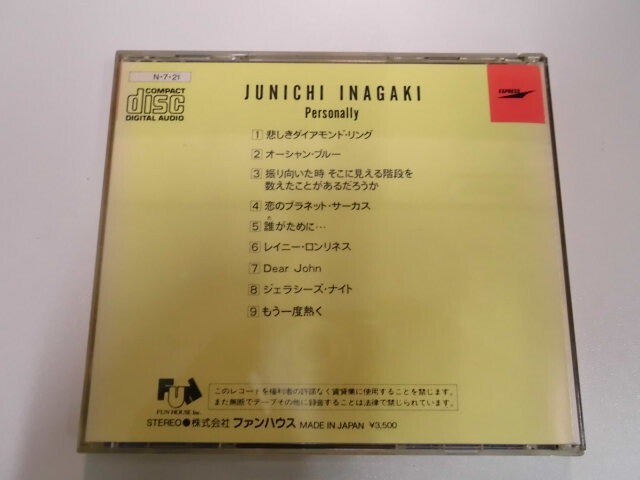 N-7-21
COMPACT
disc
DIGITAL AUDIO
JUNICHI INAGAKI
Personally
EXPRESS
1 悲しきダイアモンド・リング
2 オーシャン・ブルー
3 振り向いた時 そこに見える階段を
数えたことがあるだろうか
4 恋のプラネット・サーカス
た
5 誰がために…
6 レイニー・ロンリネス
7 Dear John
8 ジェラシーズ・ナイト
9 もう一度熱く
FUN
FUN HOUSE Inc.
このレコードを権利者の許諾なく賃貸業に使用することを禁じます。
また無断でテープその他に録音することは法律で禁じられています。
STEREO●株式会社 ファンハウス MADE IN JAPAN ¥3,500